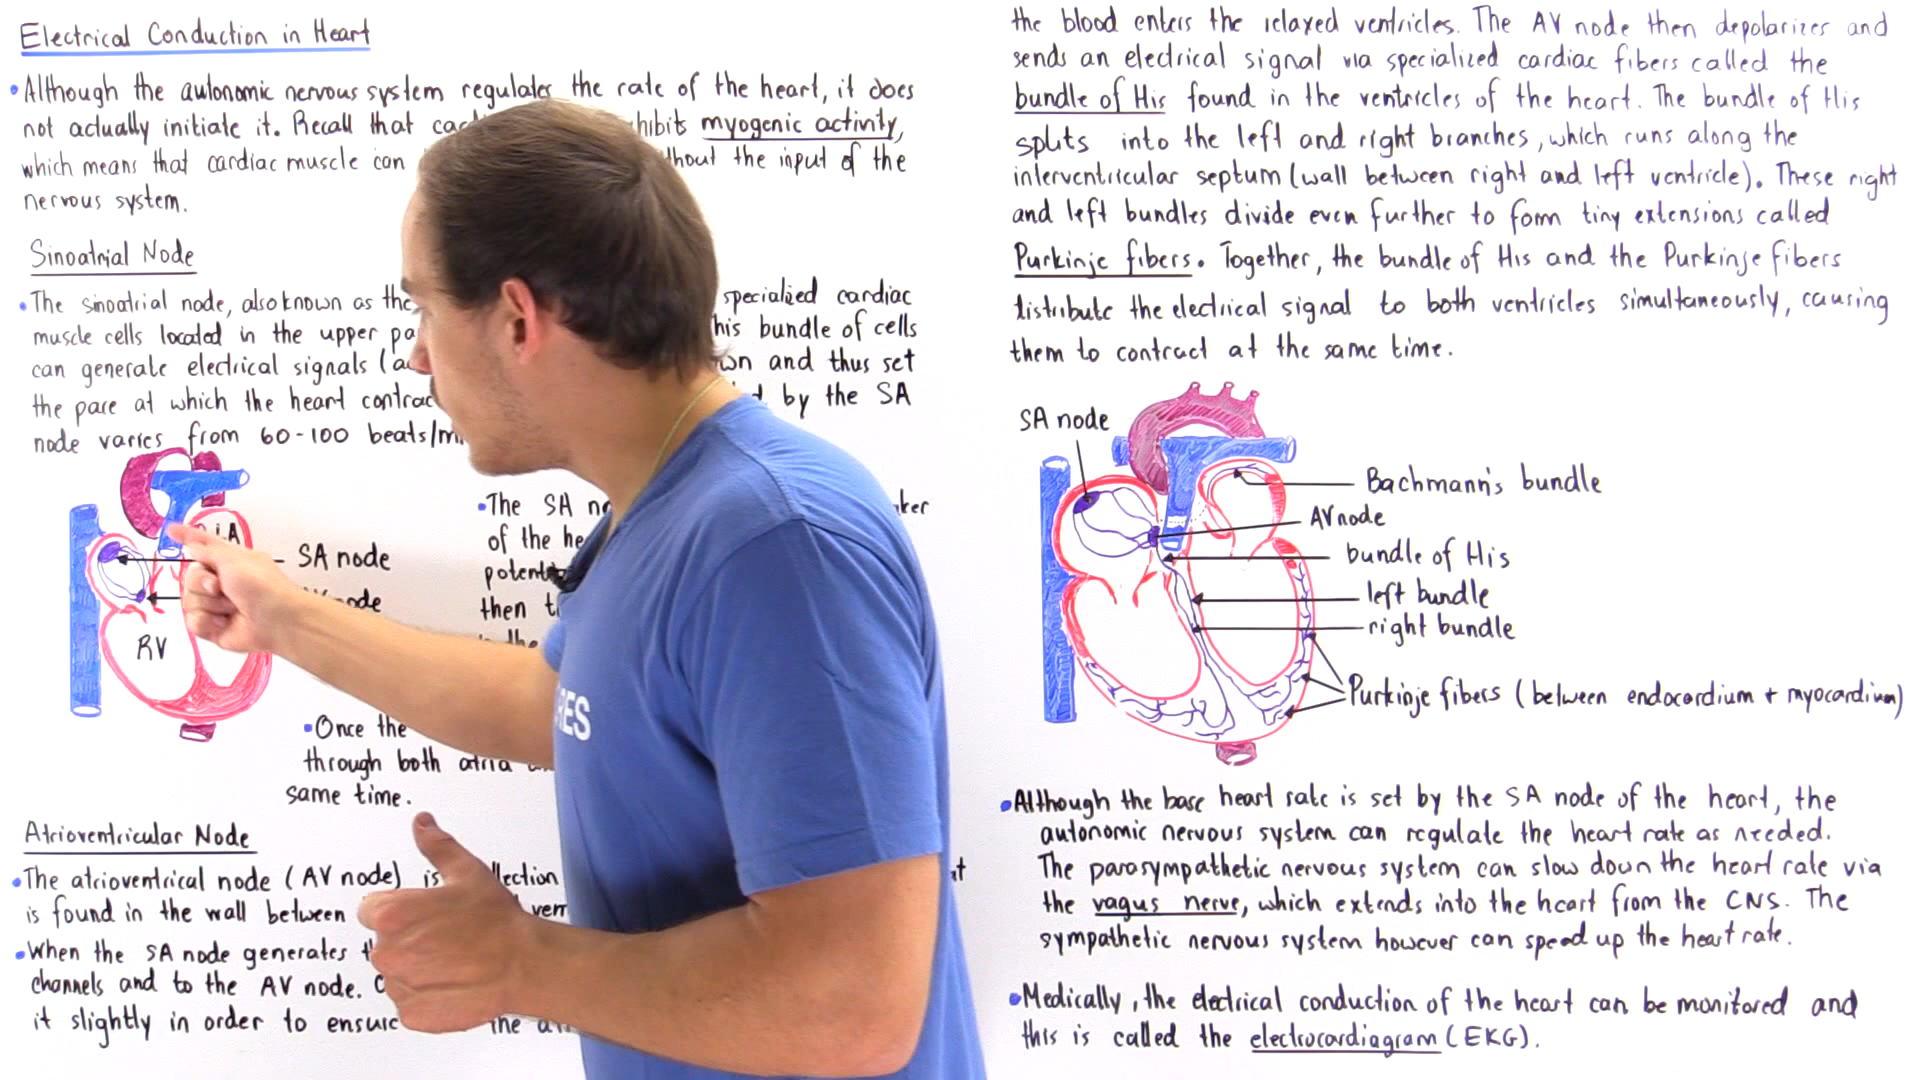 Electrical Conduction in Heart
• Although the autonomic nervous system regulates the rate of the heart, it does
not actually initiate it. Recall that myogenic activity,
which means that cardiac muscle can without the input of the
nervous system.
Sinoatrial Node
• The sinoatrial node, also known as the specialized cardiac
muscle cells located in the upper This bundle of cells
can generate electrical signals and thus set
the pace at which the heart by the SA
node varies from 60-100
SA node
AV node
RV
• The SA
of the
then
• Once the
through both atria
same time.
Atrioventricular Node
• The atrioventrical node (AV node) is
is found in the wall between
• When the SA node generates
channels and to the AV node.
it slightly in order to ensure the
RES
the blood enters the relaxed ventricles. The AV node then depolarizes and
sends an electrical signal via specialized cardiac fibers called the
bundle of His found in the ventricles of the heart. The bundle of His
splits into the left and right branches, which runs along the
interventricular septum (wall between right and left ventricle). These right
and left bundles divide even further to form tiny extensions called
Purkinje fibers. Together, the bundle of His and the Purkinje fibers
distribute the electrical signal to both ventricles simultaneously, causing
them to contract at the same time.
SA node
Bachmann's bundle
AV node
bundle of His
left bundle
right bundle
Purkinje fibers (between endocardium + myocardium)
• Although the base heart rate is set by the SA node of the heart, the
autonomic nervous system can regulate the heart rate as needed.
The parasympathetic nervous system can slow down the heart rate via
the vagus nerve, which extends into the heart from the CNS. The
sympathetic nervous system however can speed up the heart rate.
• Medically, the electrical conduction of the heart can be monitored and
this is called the electrocardiagram (EKG).